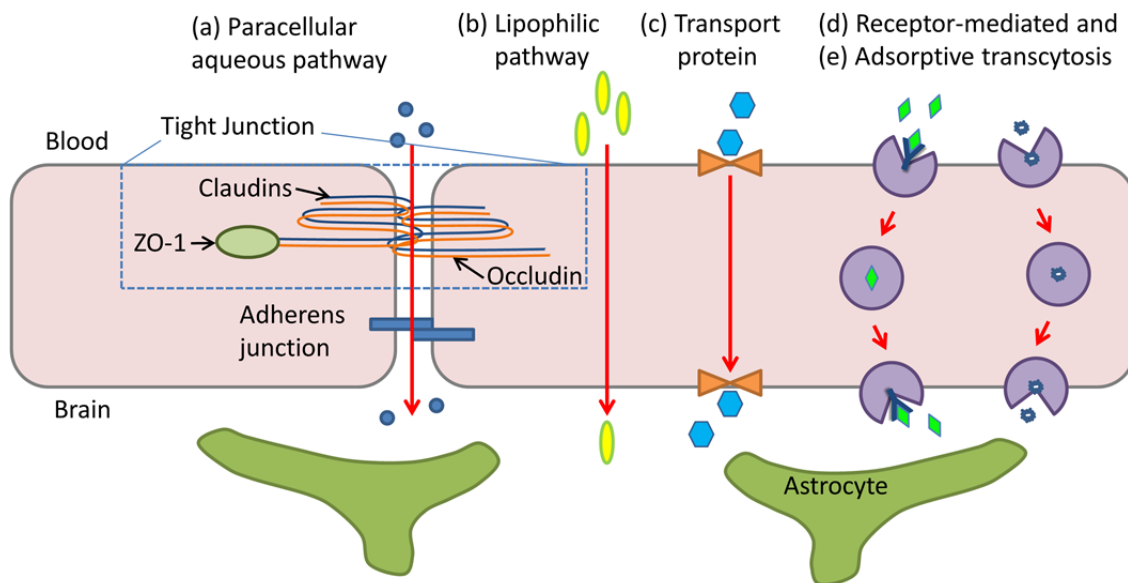 (a) Paracellular
aqueous pathway
(b) Lipophilic
pathway
(c) Transport
protein
(d) Receptor-mediated and
(e) Adsorptive transcytosis
Blood
Tight Junction
Claudins
ZO-1
Occludin
Adherens
junction
Brain
Astrocyte